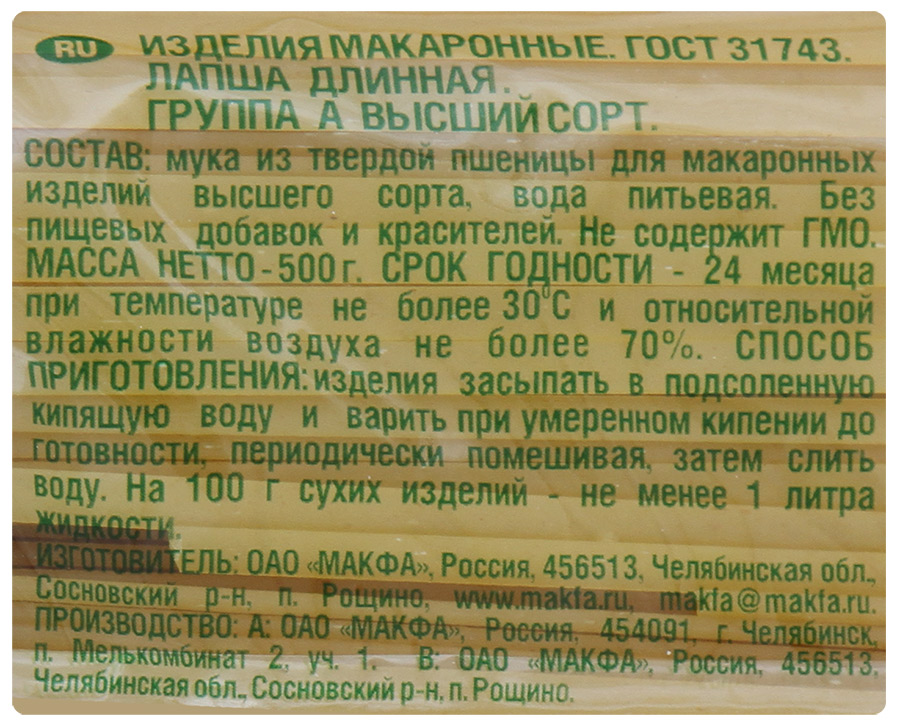 RU ИЗДЕЛИЯ МАКАРОННЫЕ. ГОСТ 31743.
ЛАПША ДЛИННАЯ.
ГРУППА А ВЫСШИЙ СОРТ.
СОСТАВ: мука из твердой пшеницы для макаронных
изделий высшего сорта, вода питьевая. Без
пищевых добавок и красителей. Не содержит ГМО.
МАССА НЕТТО - 500 г. СРОК ГОДНОСТИ - 24 месяца
при температуре не более 30°С и относительной
влажности воздуха не более 70%. СПОСОБ
ПРИГОТОВЛЕНИЯ: изделия засыпать в подсоленную
кипящую воду и варить при умеренном кипении до
готовности, периодически помешивая, затем слить
воду. На 100 г сухих изделий - не менее 1 литра
жидкости.
ИЗГОТОВИТЕЛЬ: ОАО «МАКФА», Россия, 456513, Челябинская обл.,
Сосновский р-н, п. Рощино, www.makfa.ru, makfa@makfa.ru.
ПРОИЗВОДСТВО: А: ОАО «МАКФА», Россия, 454091, г. Челябинск,
п. Мелькомбинат 2, уч. 1. В: ОАО «МАКФА», Россия, 456513,
Челябинская обл., Сосновский р-н, п. Рощино.